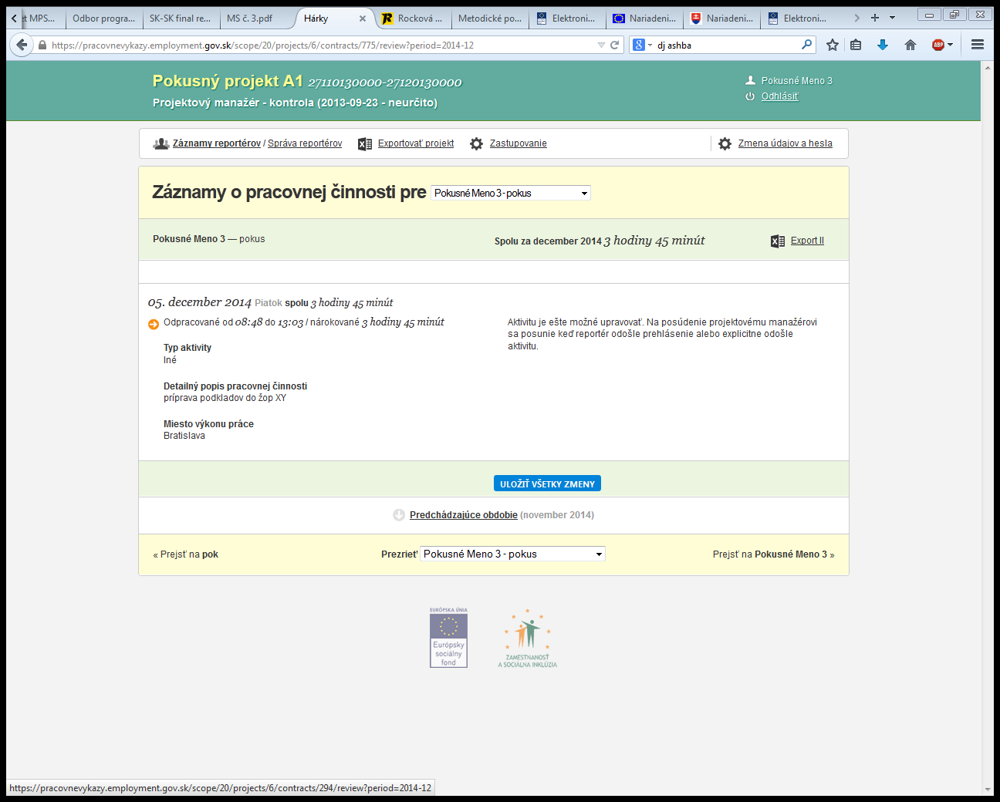 et MPS...
Odbor progra...
SK-SK final re...
MS č. 3.pdf
Hárky
Rocková ...
Metodické po...
Elektroni...
Nariadeni...
Nariadeni...
Elektroni...
https://pracovnevykazy.employment.gov.sk/scope/20/projects/6/contracts/775/review?period=2014-12
dj ashba
ABP
Pokusný projekt A1 27110130000-27120130000
Pokusné Meno 3
Projektový manažér - kontrola (2013-09-23 - neurčito)
Odhlásiť
Záznamy reportérov / Správa reportérov
Exportovať projekt
Zastupovanie
Zmena údajov a hesla
Záznamy o pracovnej činnosti pre Pokusné Meno 3 - pokus
Pokusné Meno 3 — pokus
Spolu za december 2014 3 hodiny 45 minút
Export II
05. december 2014 Piatok spolu 3 hodiny 45 minút
Odpracované od 08:48 do 13:03 / nárokované 3 hodiny 45 minút
Aktivitu je ešte možné upravovať. Na posúdenie projektovému manažérovi
sa posunie keď reportér odošle prehlásenie alebo explicitne odošle
aktivitu.
Typ aktivity
Iné
Detailný popis pracovnej činnosti
príprava podkladov do žop XY
Miesto výkonu práce
Bratislava
ULOŽIŤ VŠETKY ZMENY
Predchádzajúce obdobie (november 2014)
« Prejsť na pok
Prezrieť Pokusné Meno 3 - pokus
Prejsť na Pokusné Meno 3 »
EURÓPSKA ÚNIA
Európsky
sociálny
fond
ZAMESTNANOSŤ
A SOCIÁLNA INKLÚZIA
https://pracovnevykazy.employment.gov.sk/scope/20/projects/6/contracts/294/review?period=2014-12